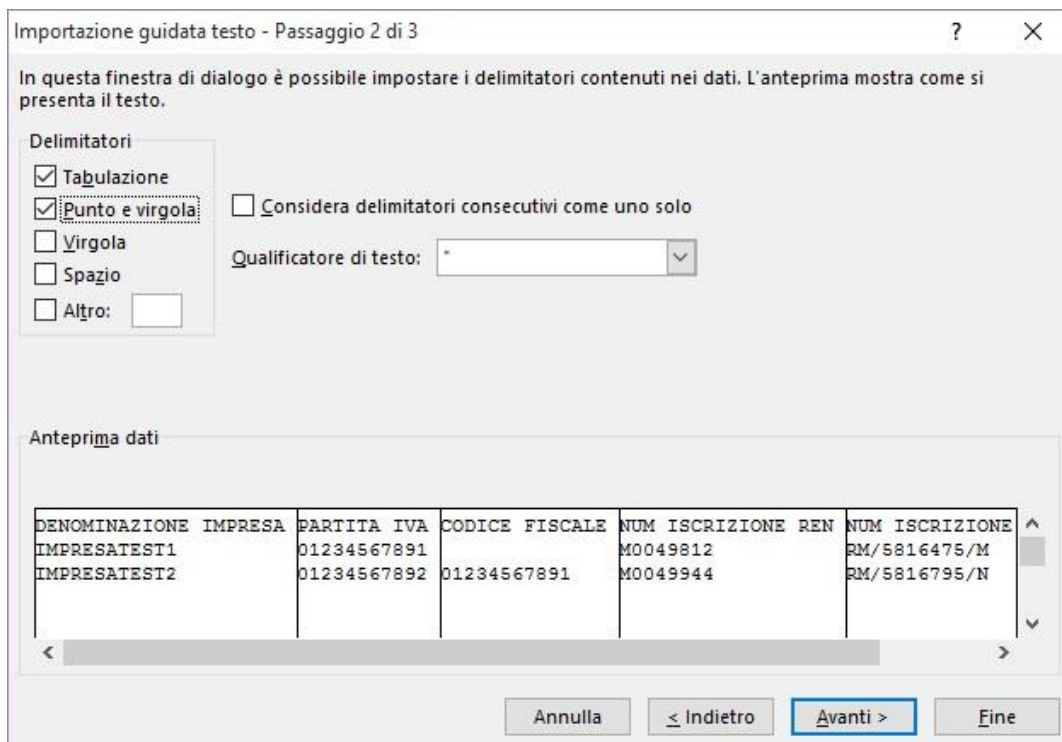 Importazione guidata testo - Passaggio 2 di 3
? X
In questa finestra di dialogo è possibile impostare i delimitatori contenuti nei dati. L'anteprima mostra come si
presenta il testo.
Delimitatori
Tabulazione
Punto e virgola
Virgola
Spazio
Altro:
Considera delimitatori consecutivi come uno solo
Qualificatore di testo: "
Anteprima dati
DENOMINAZIONE IMPRESA PARTITA IVA CODICE FISCALE NUM ISCRIZIONE REN NUM ISCRIZIONE
IMPRESATEST1 01234567891 M0049812 RM/5816475/M
IMPRESATEST2 01234567892 01234567891 M0049944 RM/5816795/N
Annulla < Indietro Avanti > Fine